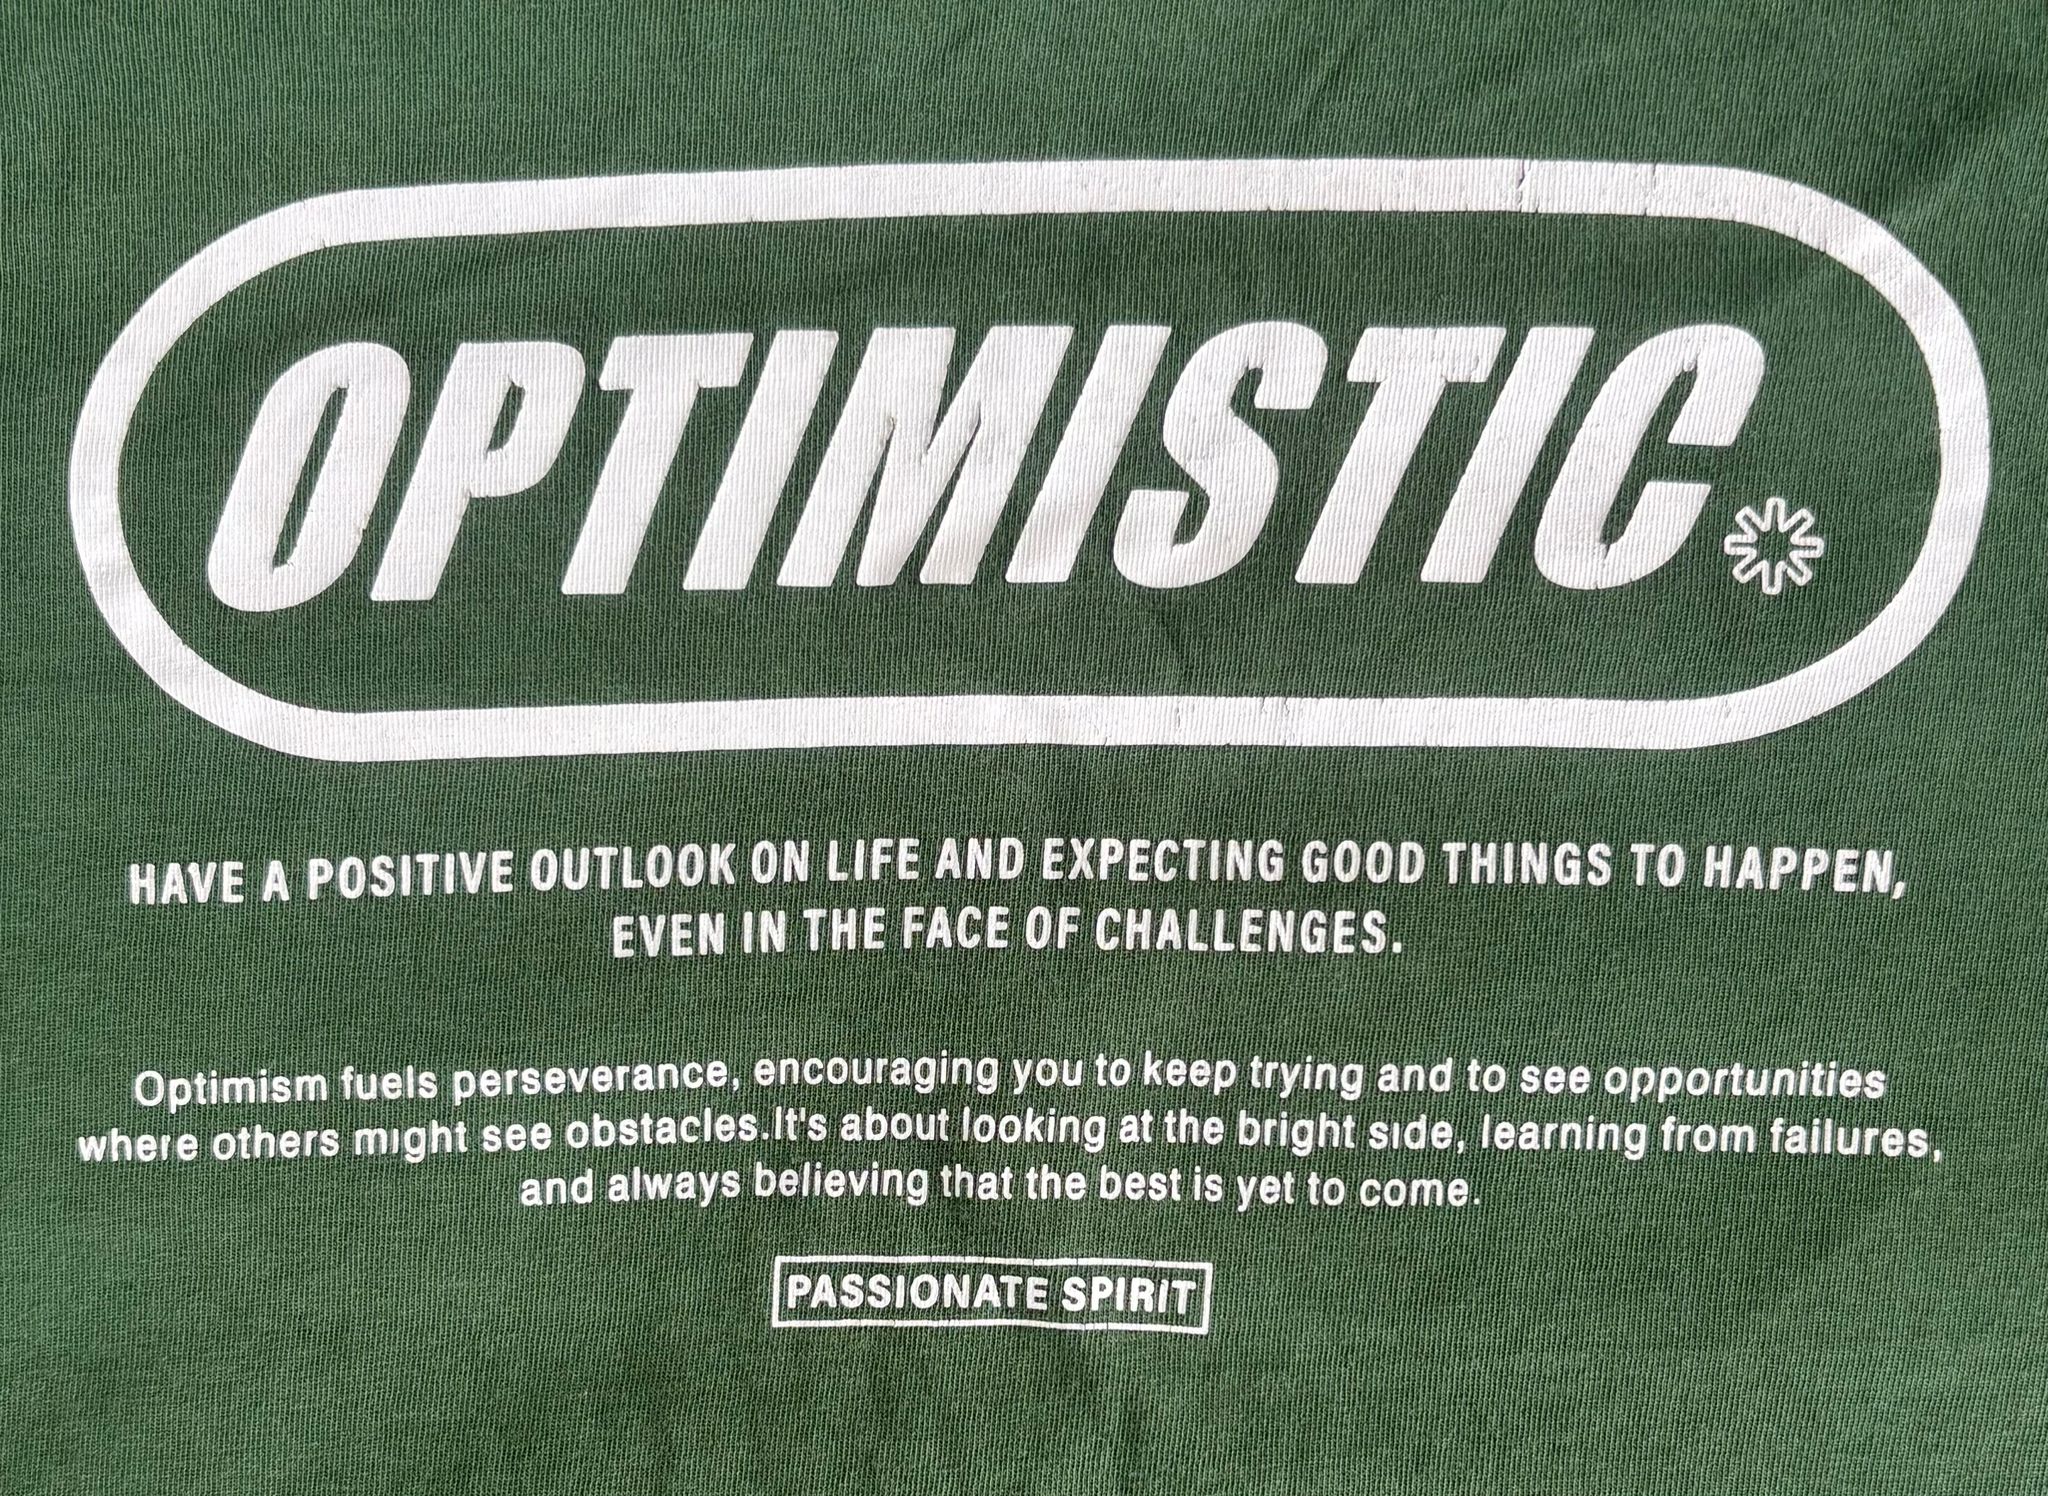 OPTIMISTIC
HAVE A POSITIVE OUTLOOK ON LIFE AND EXPECTING GOOD THINGS TO HAPPEN,
EVEN IN THE FACE OF CHALLENGES.
Optimism fuels perseverance, encouraging you to keep trying and to see opportunities
where others might see obstacles.It's about looking at the bright side, learning from failures,
and always believing that the best is yet to come.
PASSIONATE SPIRIT